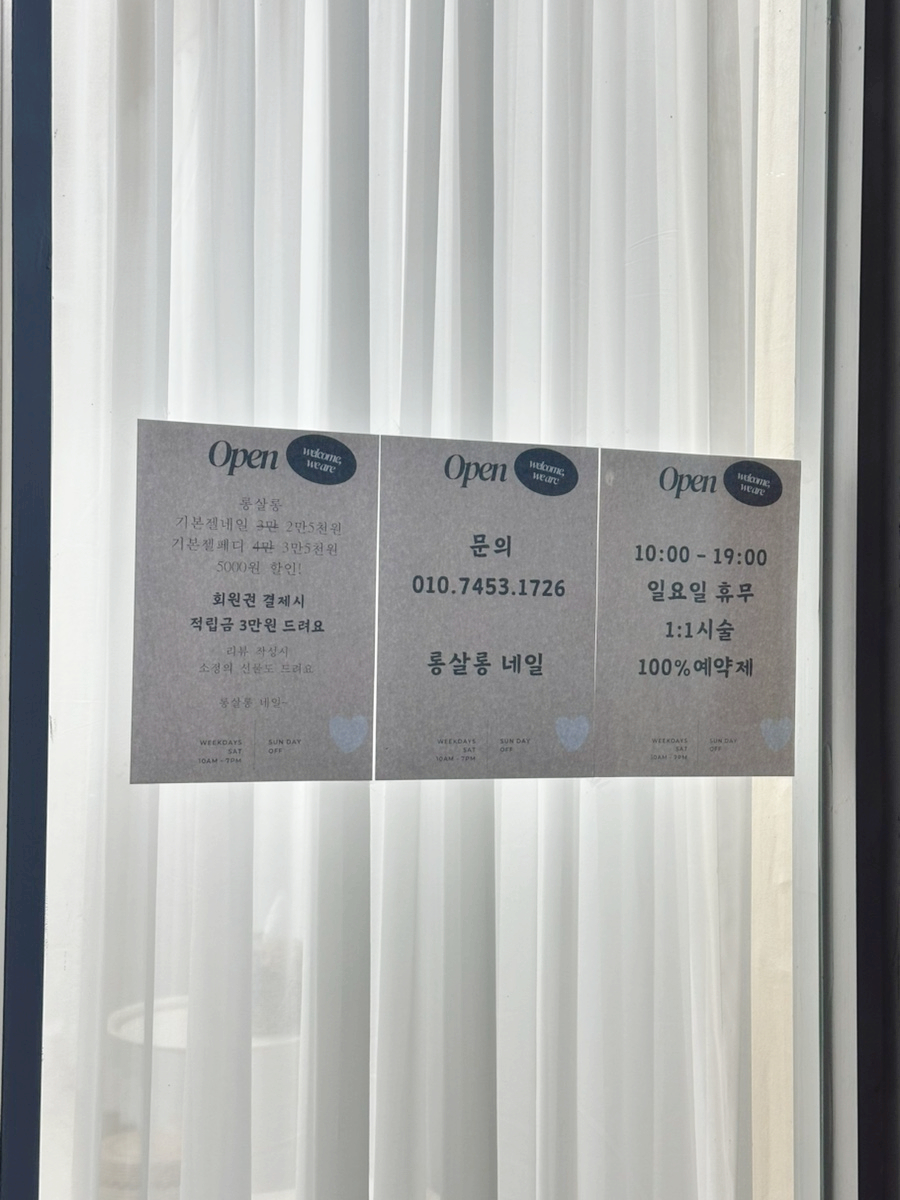 Open
welcome,
we are
롱살롱
기본젤네일 3만 2만5천원
기본젤페디 4만 3만5천원
5000원 할인!
회원권 결제시
적립금 3만원 드려요
리뷰 작성시
소정의 선물도 드려요
롱살롱 네일~
WEEKDAYS
SAT
10AM - 7PM
SUNDAY
OFF
Open
welcome,
we are
문의
010.7453.1726
롱살롱 네일
WEEKDAYS
SAT
10AM - 7PM
SUNDAY
OFF
Open
welcome,
we are
10:00 - 19:00
일요일 휴무
1:1시술
100%예약제
WEEKDAYS
SAT
10AM - 7PM
SUNDAY
OFF